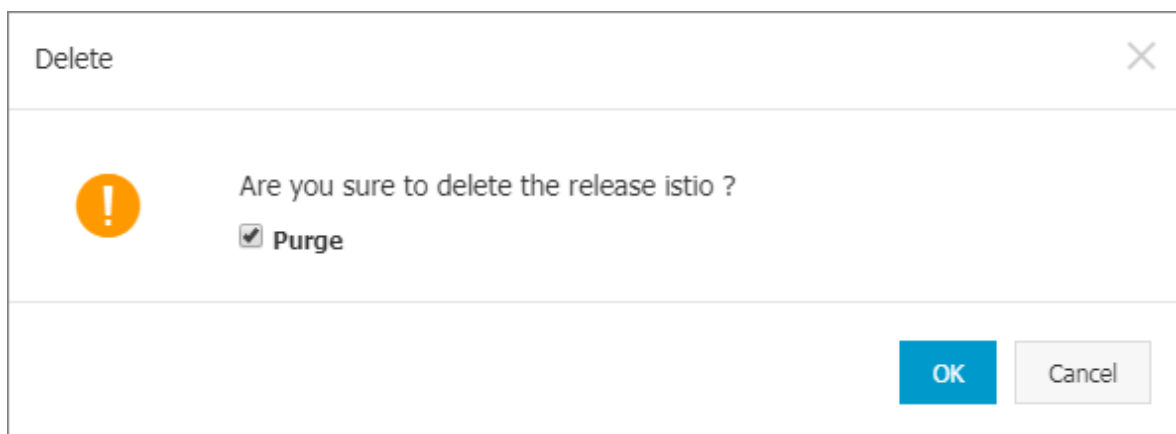 Delete
Are you sure to delete the release istio ?
Purge
OK
Cancel